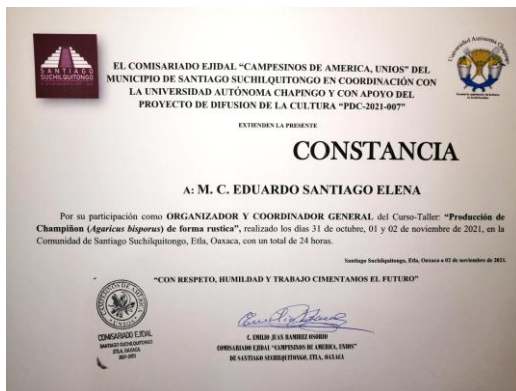 SANTIAGO
SUCHILQUITONGO
Universidad Autónoma Chapingo
EL COMISARIADO EJIDAL "CAMPESINOS DE AMERICA, UNIOS" DEL
MUNICIPIO DE SANTIAGO SUCHILQUITONGO EN COORDINACIÓN CON
LA UNIVERSIDAD AUTÓNOMA CHAPINGO Y CON APOYO DEL
PROYECTO DE DIFUSION DE LA CULTURA "PDC-2021-007"
EXTIENDEN LA PRESENTE
CONSTANCIA
A: M. C. EDUARDO SANTIAGO ELENA
Por su participación como ORGANIZADOR Y COORDINADOR GENERAL del Curso-Taller: "Producción de
Champiñon (Agaricus bisporus) de forma rustica", realizado los días 31 de octubre, 01 y 02 de noviembre de 2021, en la
Comunidad de Santiago Suchilquitongo, Etla, Oaxaca, con un total de 24 horas.
Santiago Suchilquitongo, Etla, Oaxaca a 02 de noviembre de 2021.
"CON RESPETO, HUMILDAD Y TRABAJO CIMENTAMOS EL FUTURO"
CAMPESINOS DE AMERICA
COMISARIADO EJIDAL
SANTIAGO SUCHILQUITONGO
ETLA, OAXACA
C. EMILIO JUAN RAMIREZ OSORIO
COMISARIADO EJIDAL "CAMPESINOS DE AMERICA, UNIOS"
DE SANTIAGO SUCHILQUITONGO, ETLA, OAXACA